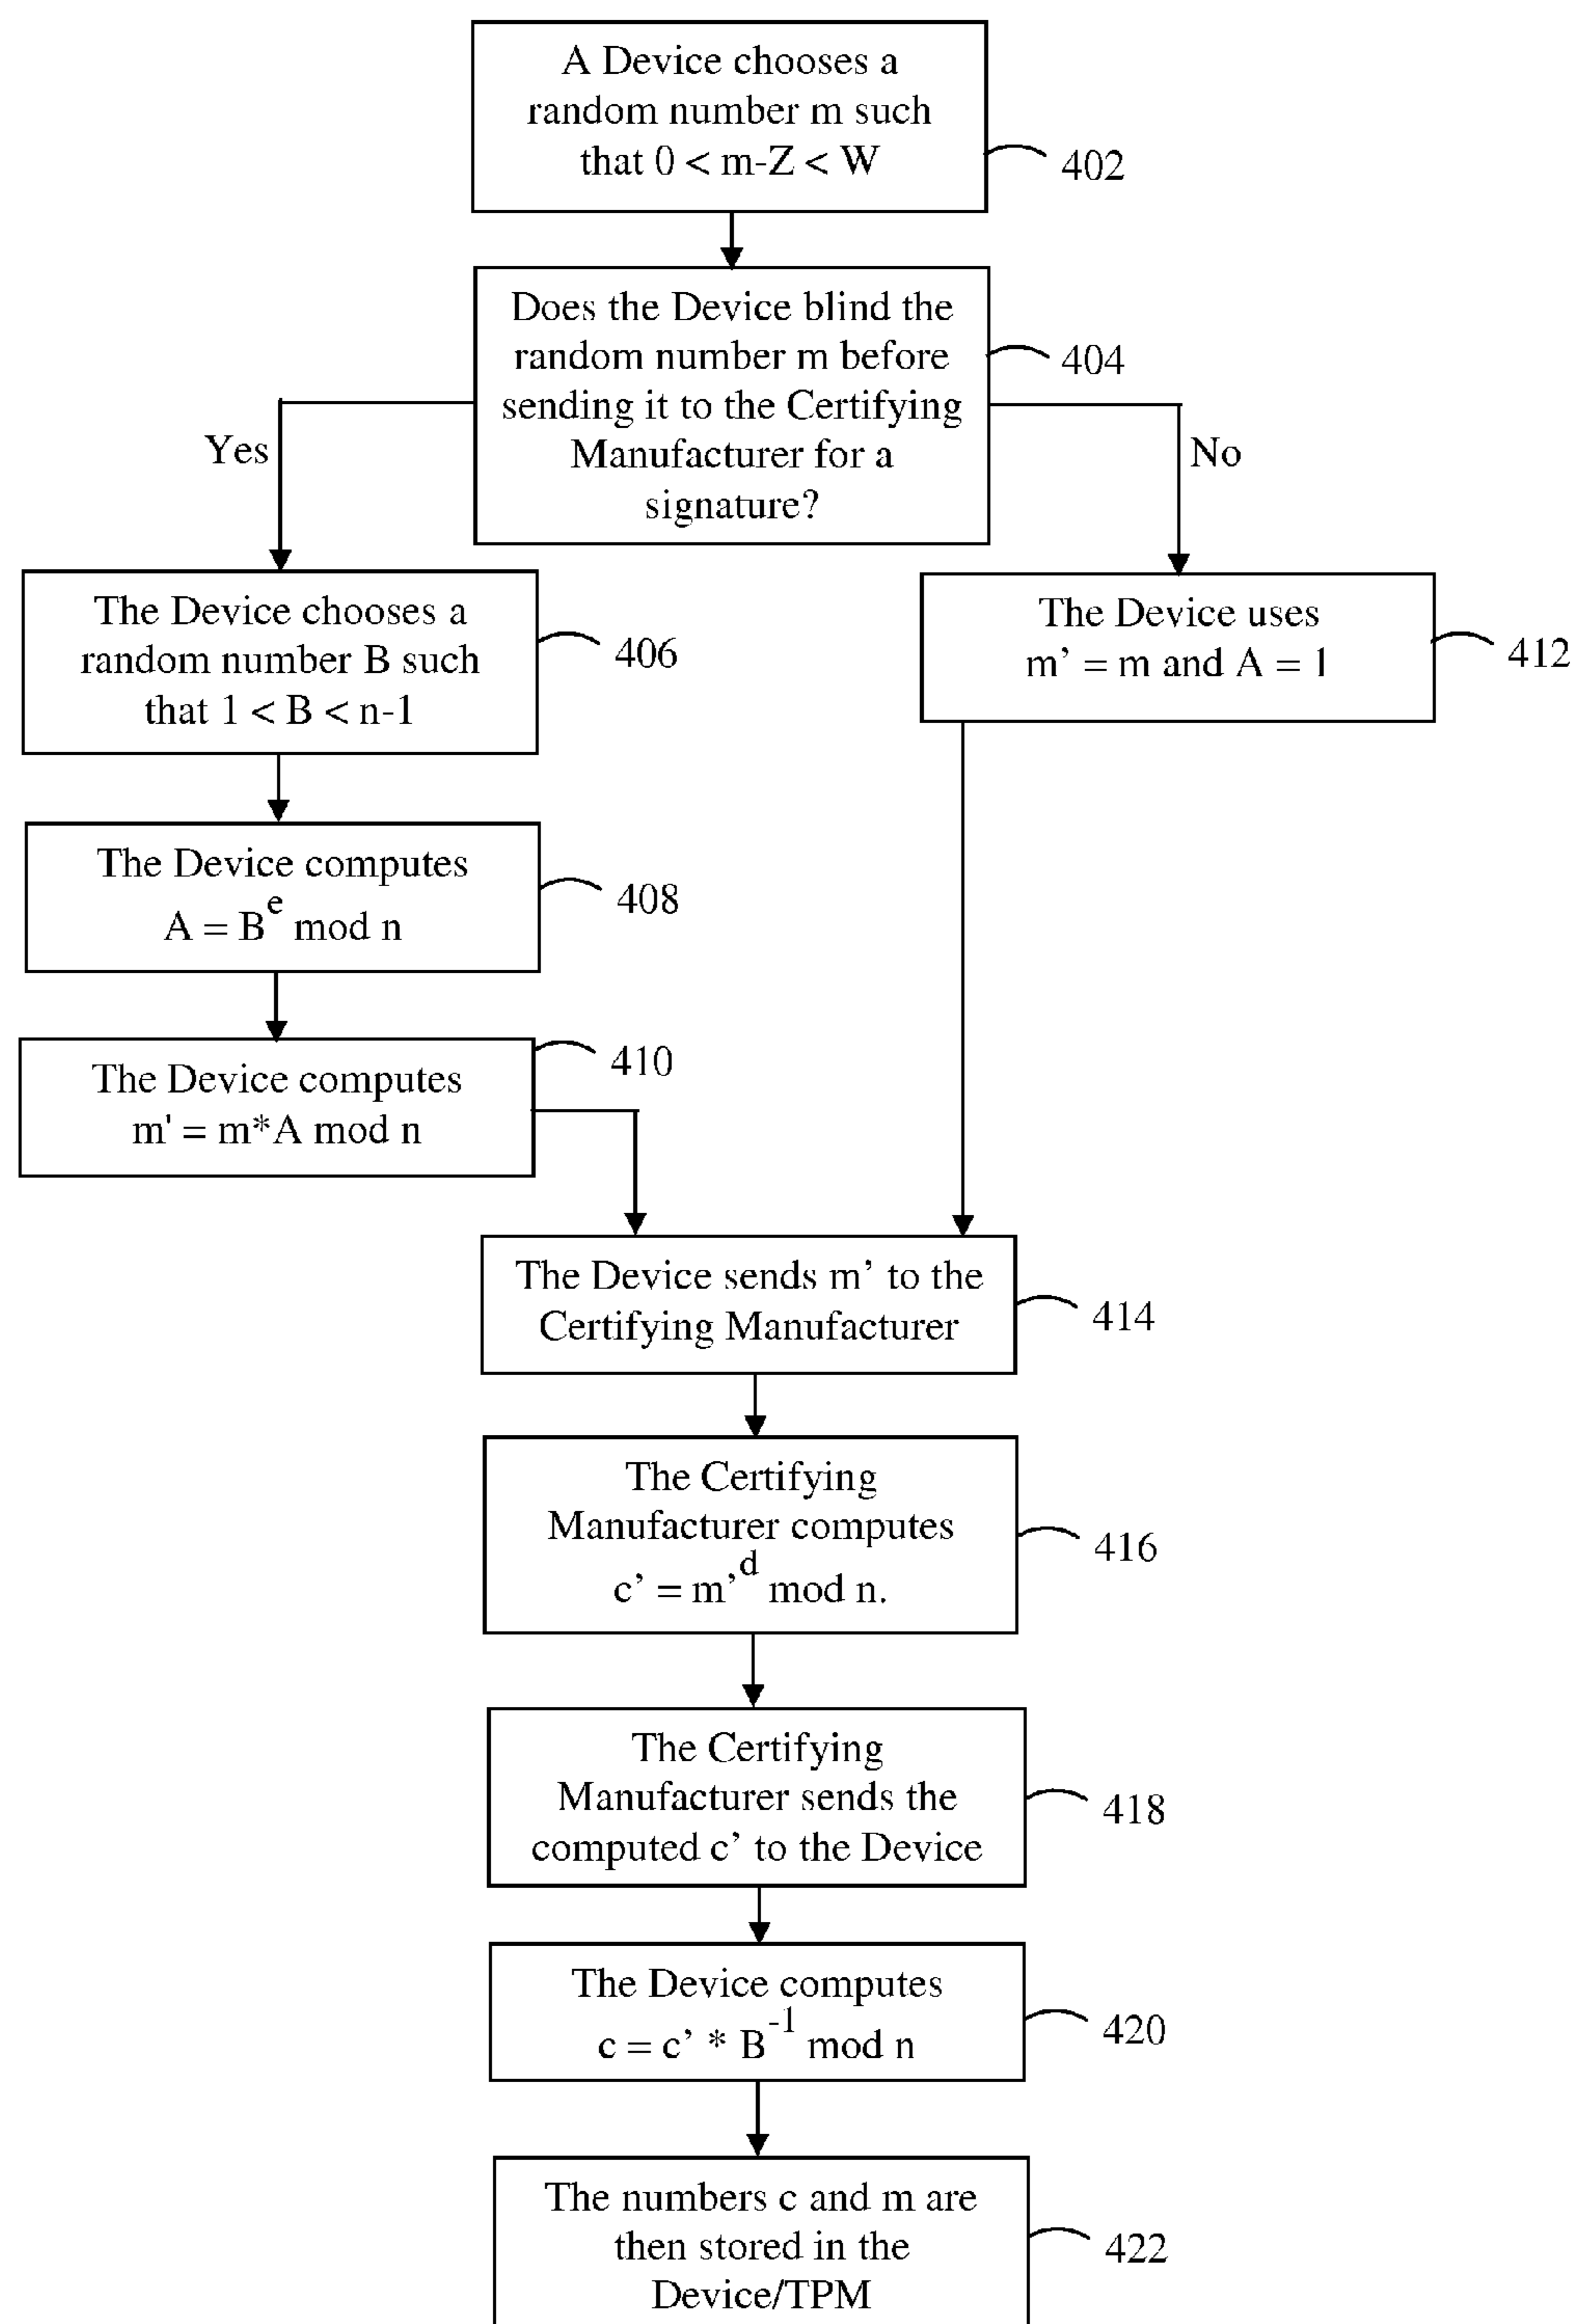 A Device chooses a
random number m such
that 0 < m-Z < W
402
Does the Device blind the
random number m before
sending it to the Certifying
Manufacturer for a
signature?
404
Yes
No
The Device chooses a
random number B such
that 1 < B < n-1
406
The Device uses
m’ = m and A = 1
412
The Device computes
A = B^e mod n
408
The Device computes
m' = m*A mod n
410
The Device sends m’ to the
Certifying Manufacturer
414
The Certifying
Manufacturer computes
c’ = m’^d mod n.
416
The Certifying
Manufacturer sends the
computed c’ to the Device
418
The Device computes
c = c’ * B^-1 mod n
420
The numbers c and m are
then stored in the
Device/TPM
422